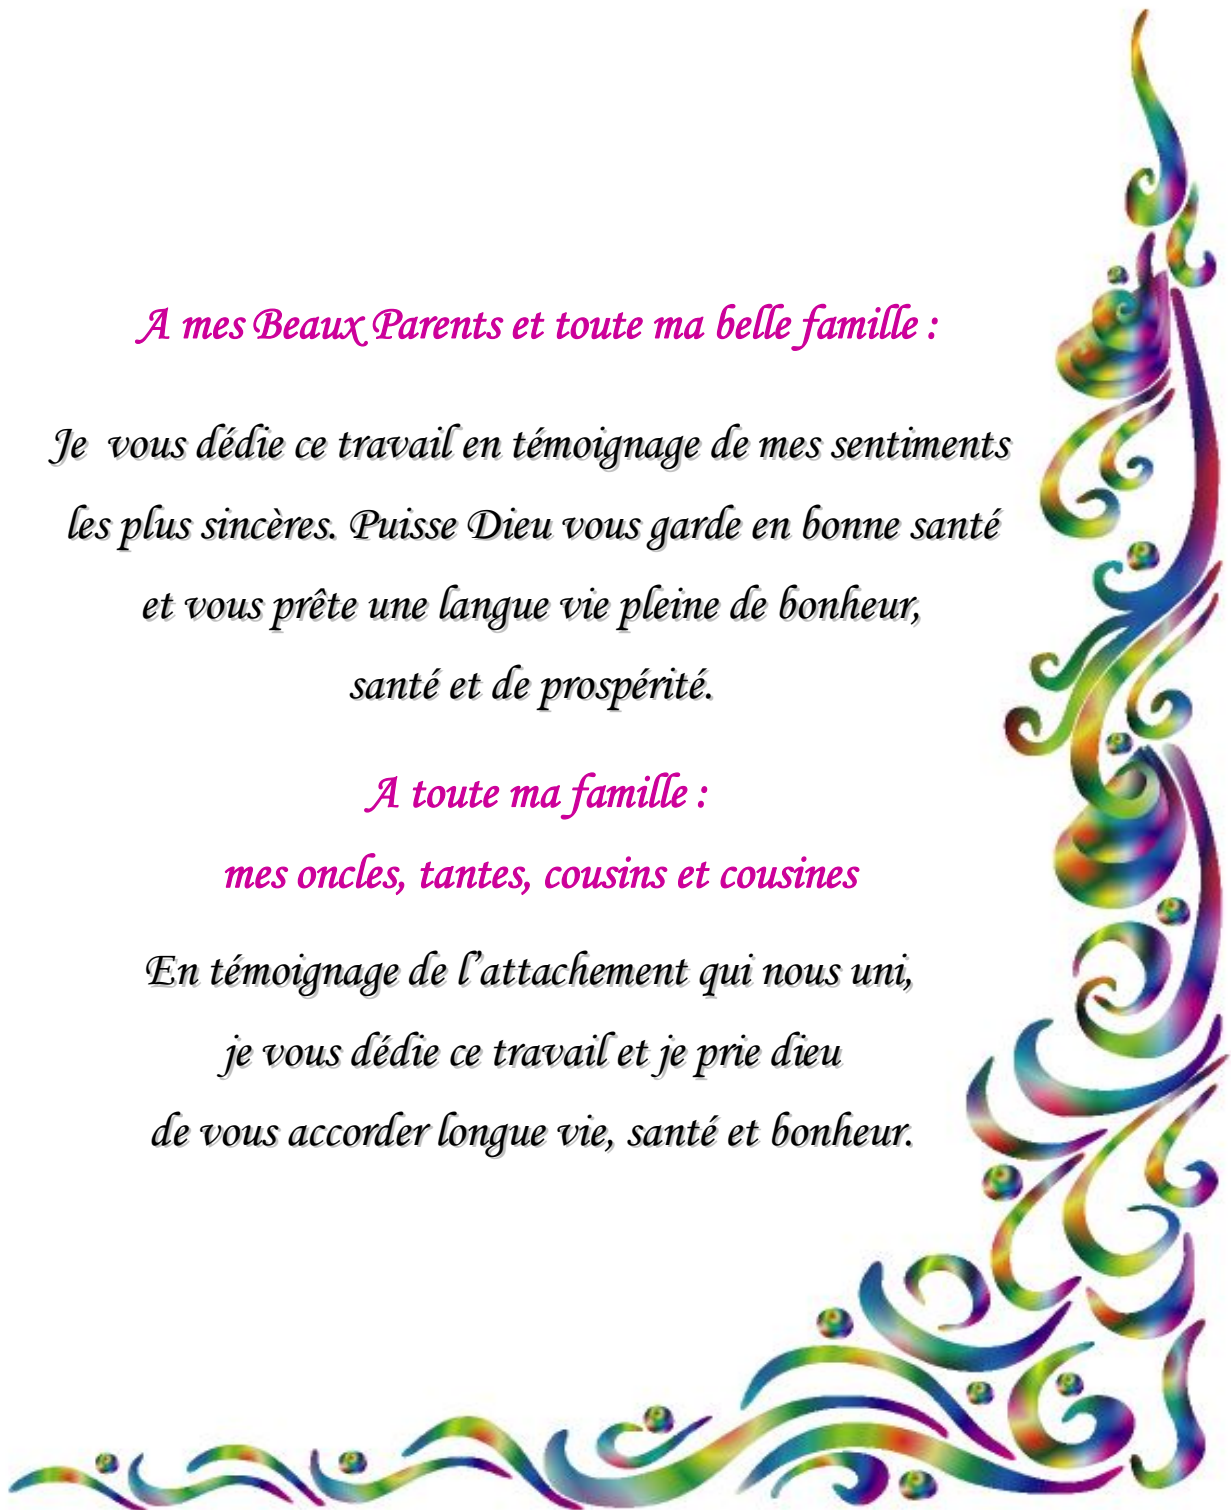 A mes Beaux Parents et toute ma belle famille :
Je vous dédie ce travail en témoignage de mes sentiments
les plus sincères. Puisse Dieu vous garde en bonne santé
et vous prête une langue vie pleine de bonheur,
santé et de prospérité.
A toute ma famille :
mes oncles, tantes, cousins et cousines
En témoignage de l'attachement qui nous uni,
je vous dédie ce travail et je prie dieu
de vous accorder longue vie, santé et bonheur.